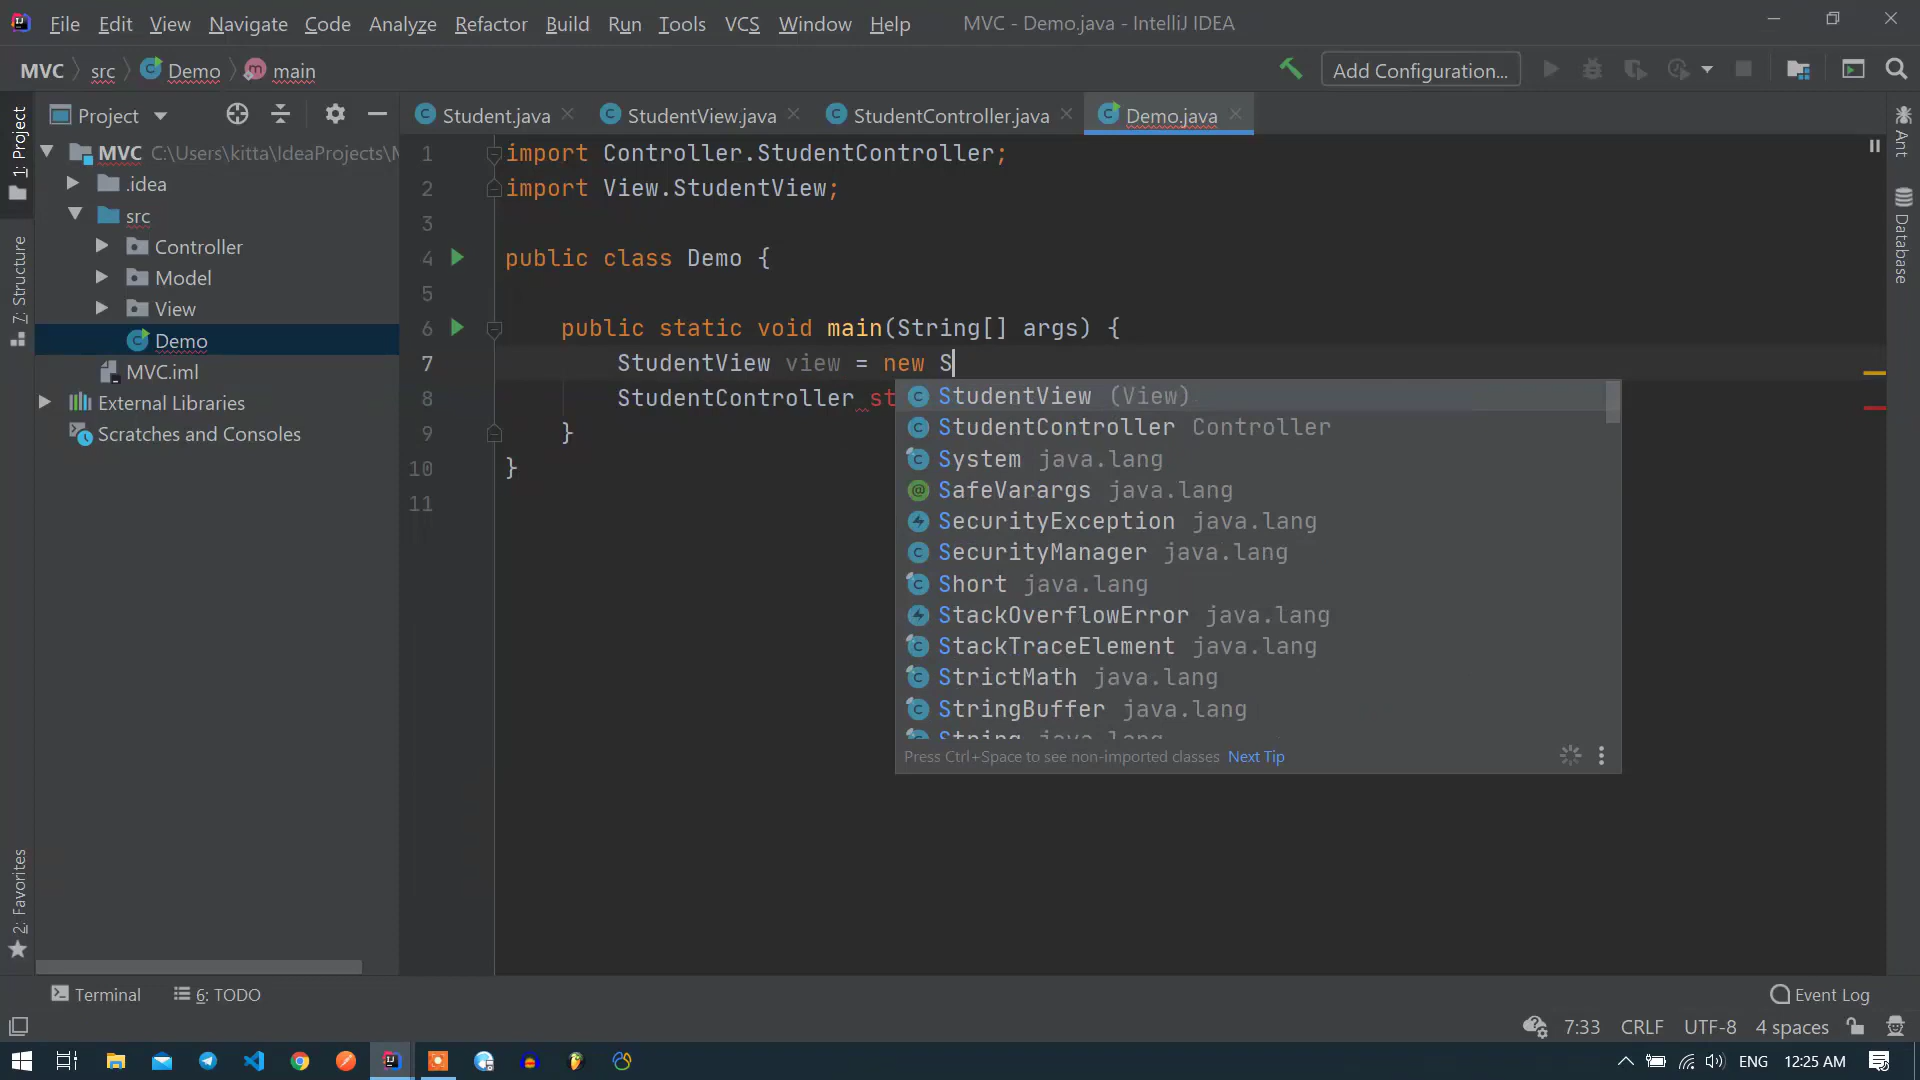 File Edit View Navigate Code Analyze Refactor Build Run Tools VCS Window Help MVC - Demo.java - IntelliJ IDEA
MVC src Demo main Add Configuration...
Project Student.java StudentView.java StudentController.java Demo.java
1: Project
7: Structure
2: Favorites
Ant
Database
MVC C:\Users\kitta\IdeaProjects\
.idea
src
Controller
Model
View
Demo
MVC.iml
External Libraries
Scratches and Consoles
1 import Controller.StudentController;
2 import View.StudentView;
3
4 public class Demo {
5
6 public static void main(String[] args) {
7 StudentView view = new S
8 StudentController st
9 }
10 }
11
StudentView (View)
StudentController Controller
System java.lang
SafeVarargs java.lang
SecurityException java.lang
SecurityManager java.lang
Short java.lang
StackOverflowError java.lang
StackTraceElement java.lang
StrictMath java.lang
StringBuffer java.lang
String java.lang
Press Ctrl+Space to see non-imported classes Next Tip
Terminal 6: TODO Event Log
7:33 CRLF UTF-8 4 spaces
ENG 12:25 AM